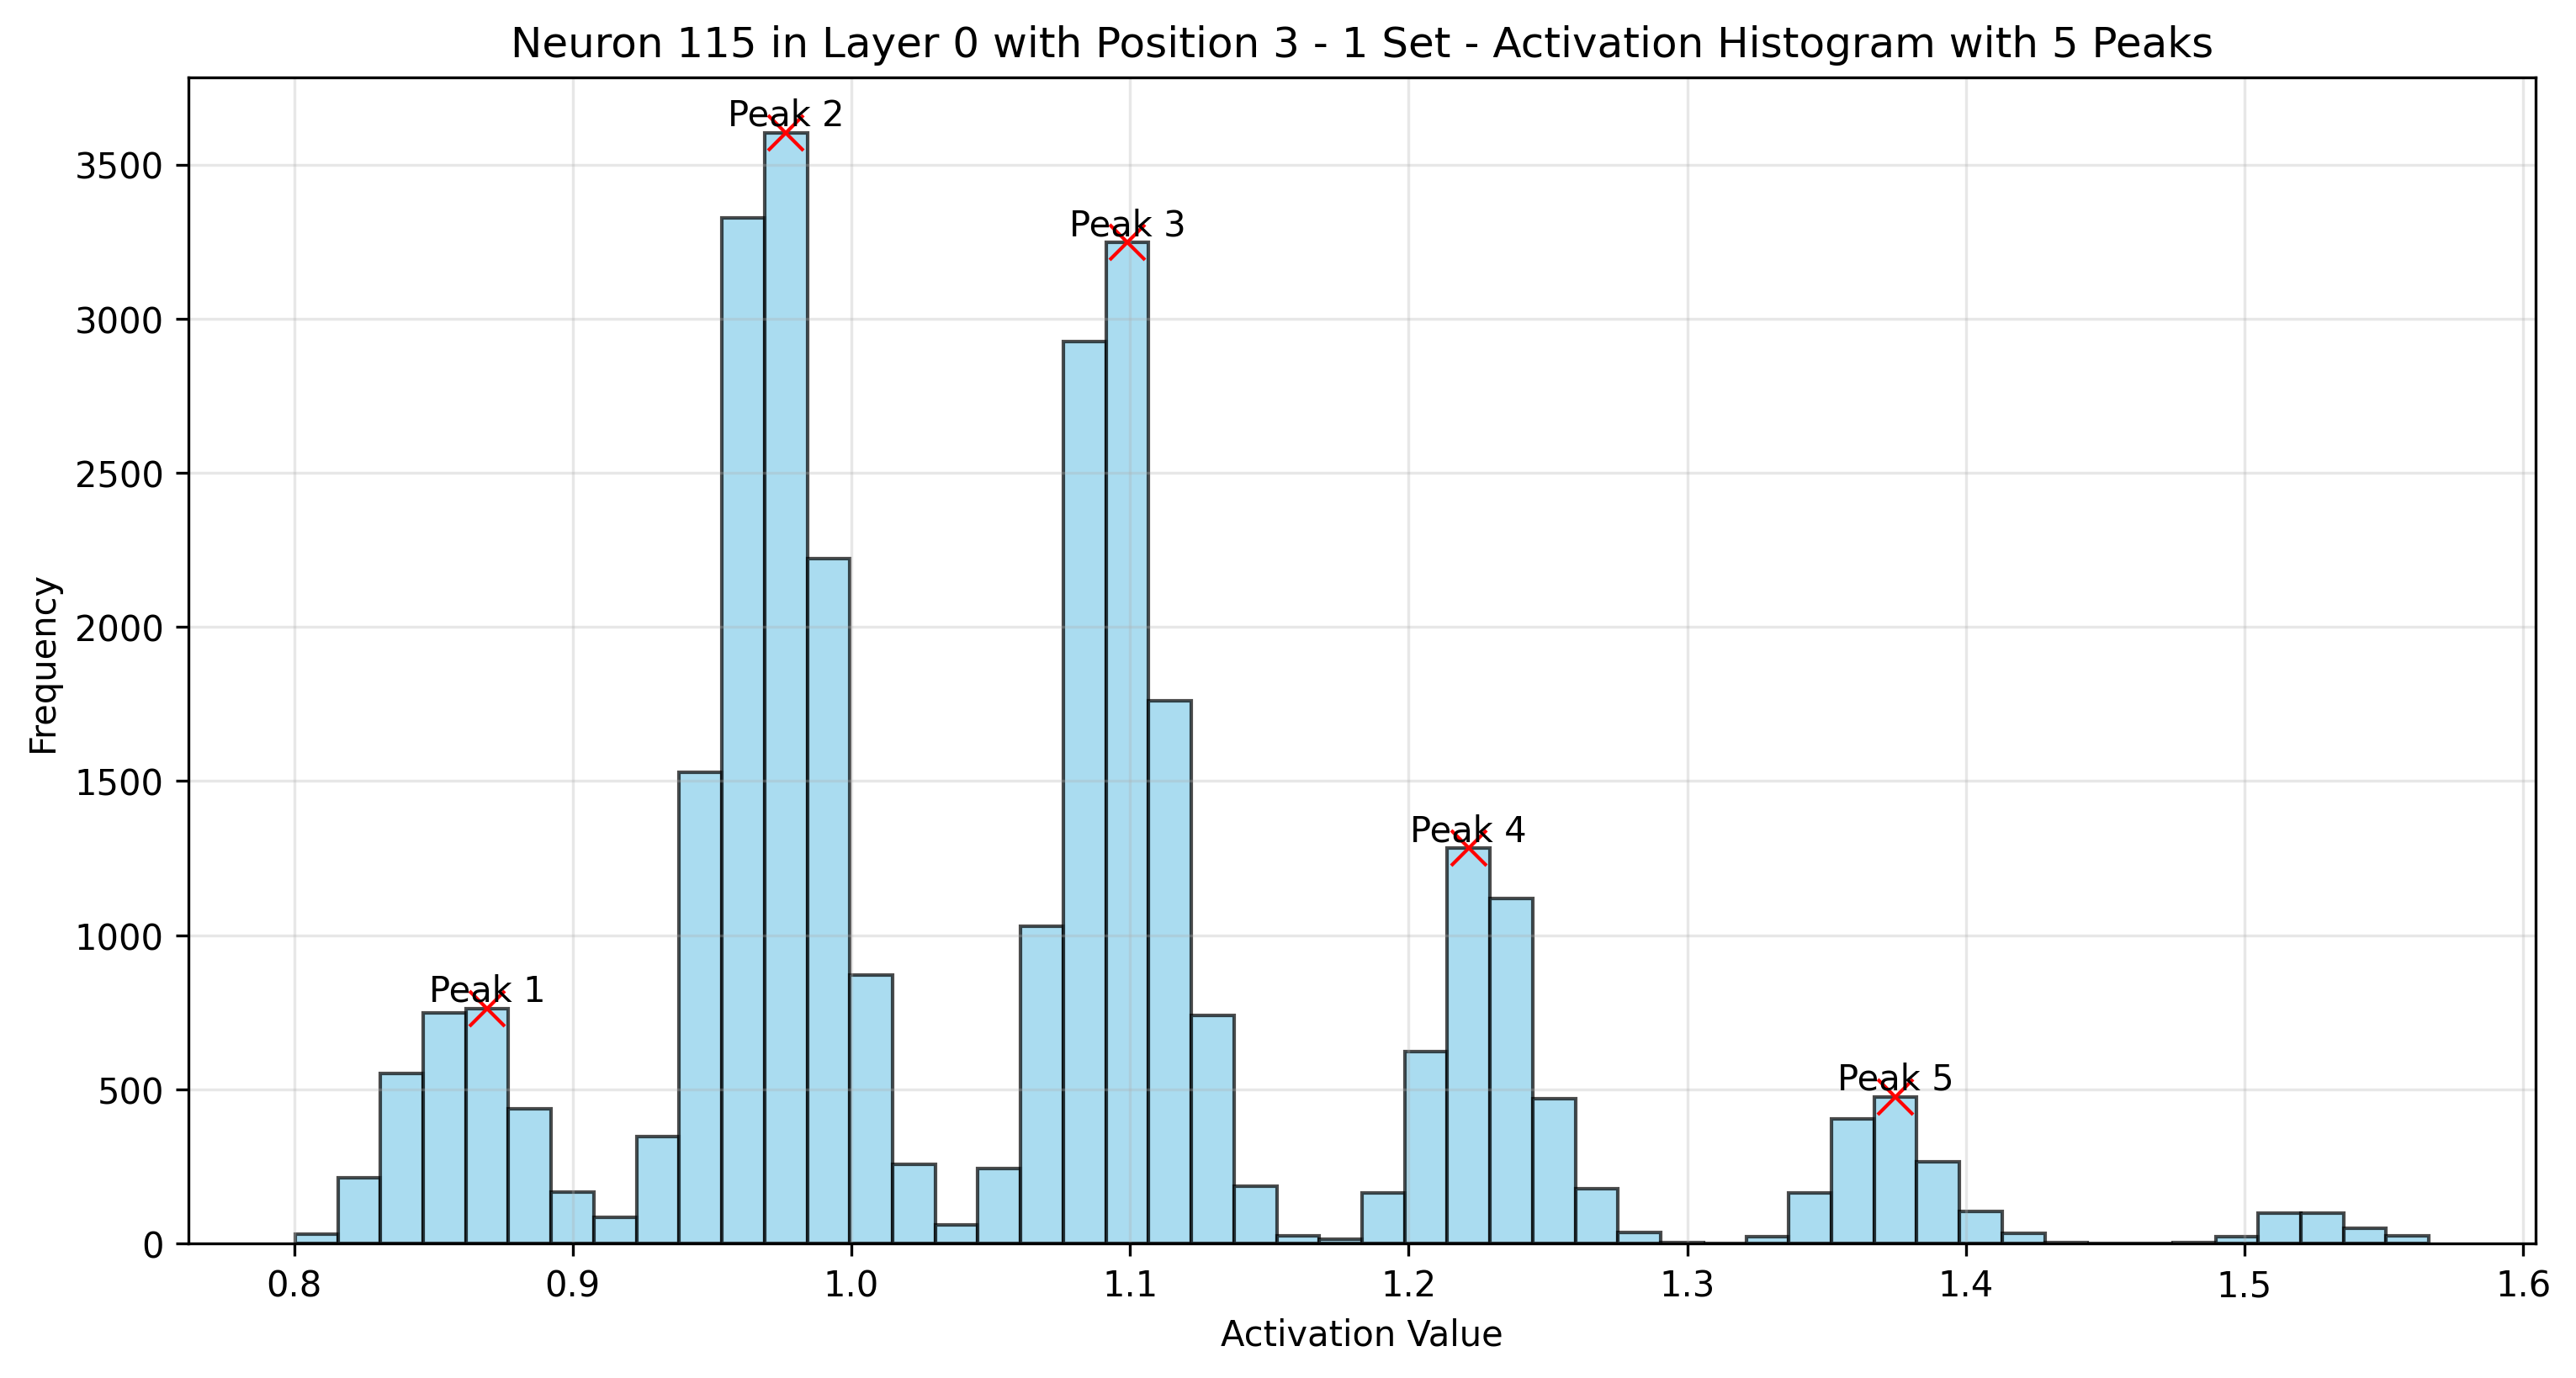 Neuron 115 in Layer 0 with Position 3 - 1 Set - Activation Histogram with 5 Peaks
Peak 2
Peak 3
Peak 4
Peak 1
Peak 5
Frequency
3500
3000
2500
2000
1500
1000
500
0
0.8 0.9 1.0 1.1 1.2 1.3 1.4 1.5 1.6
Activation Value